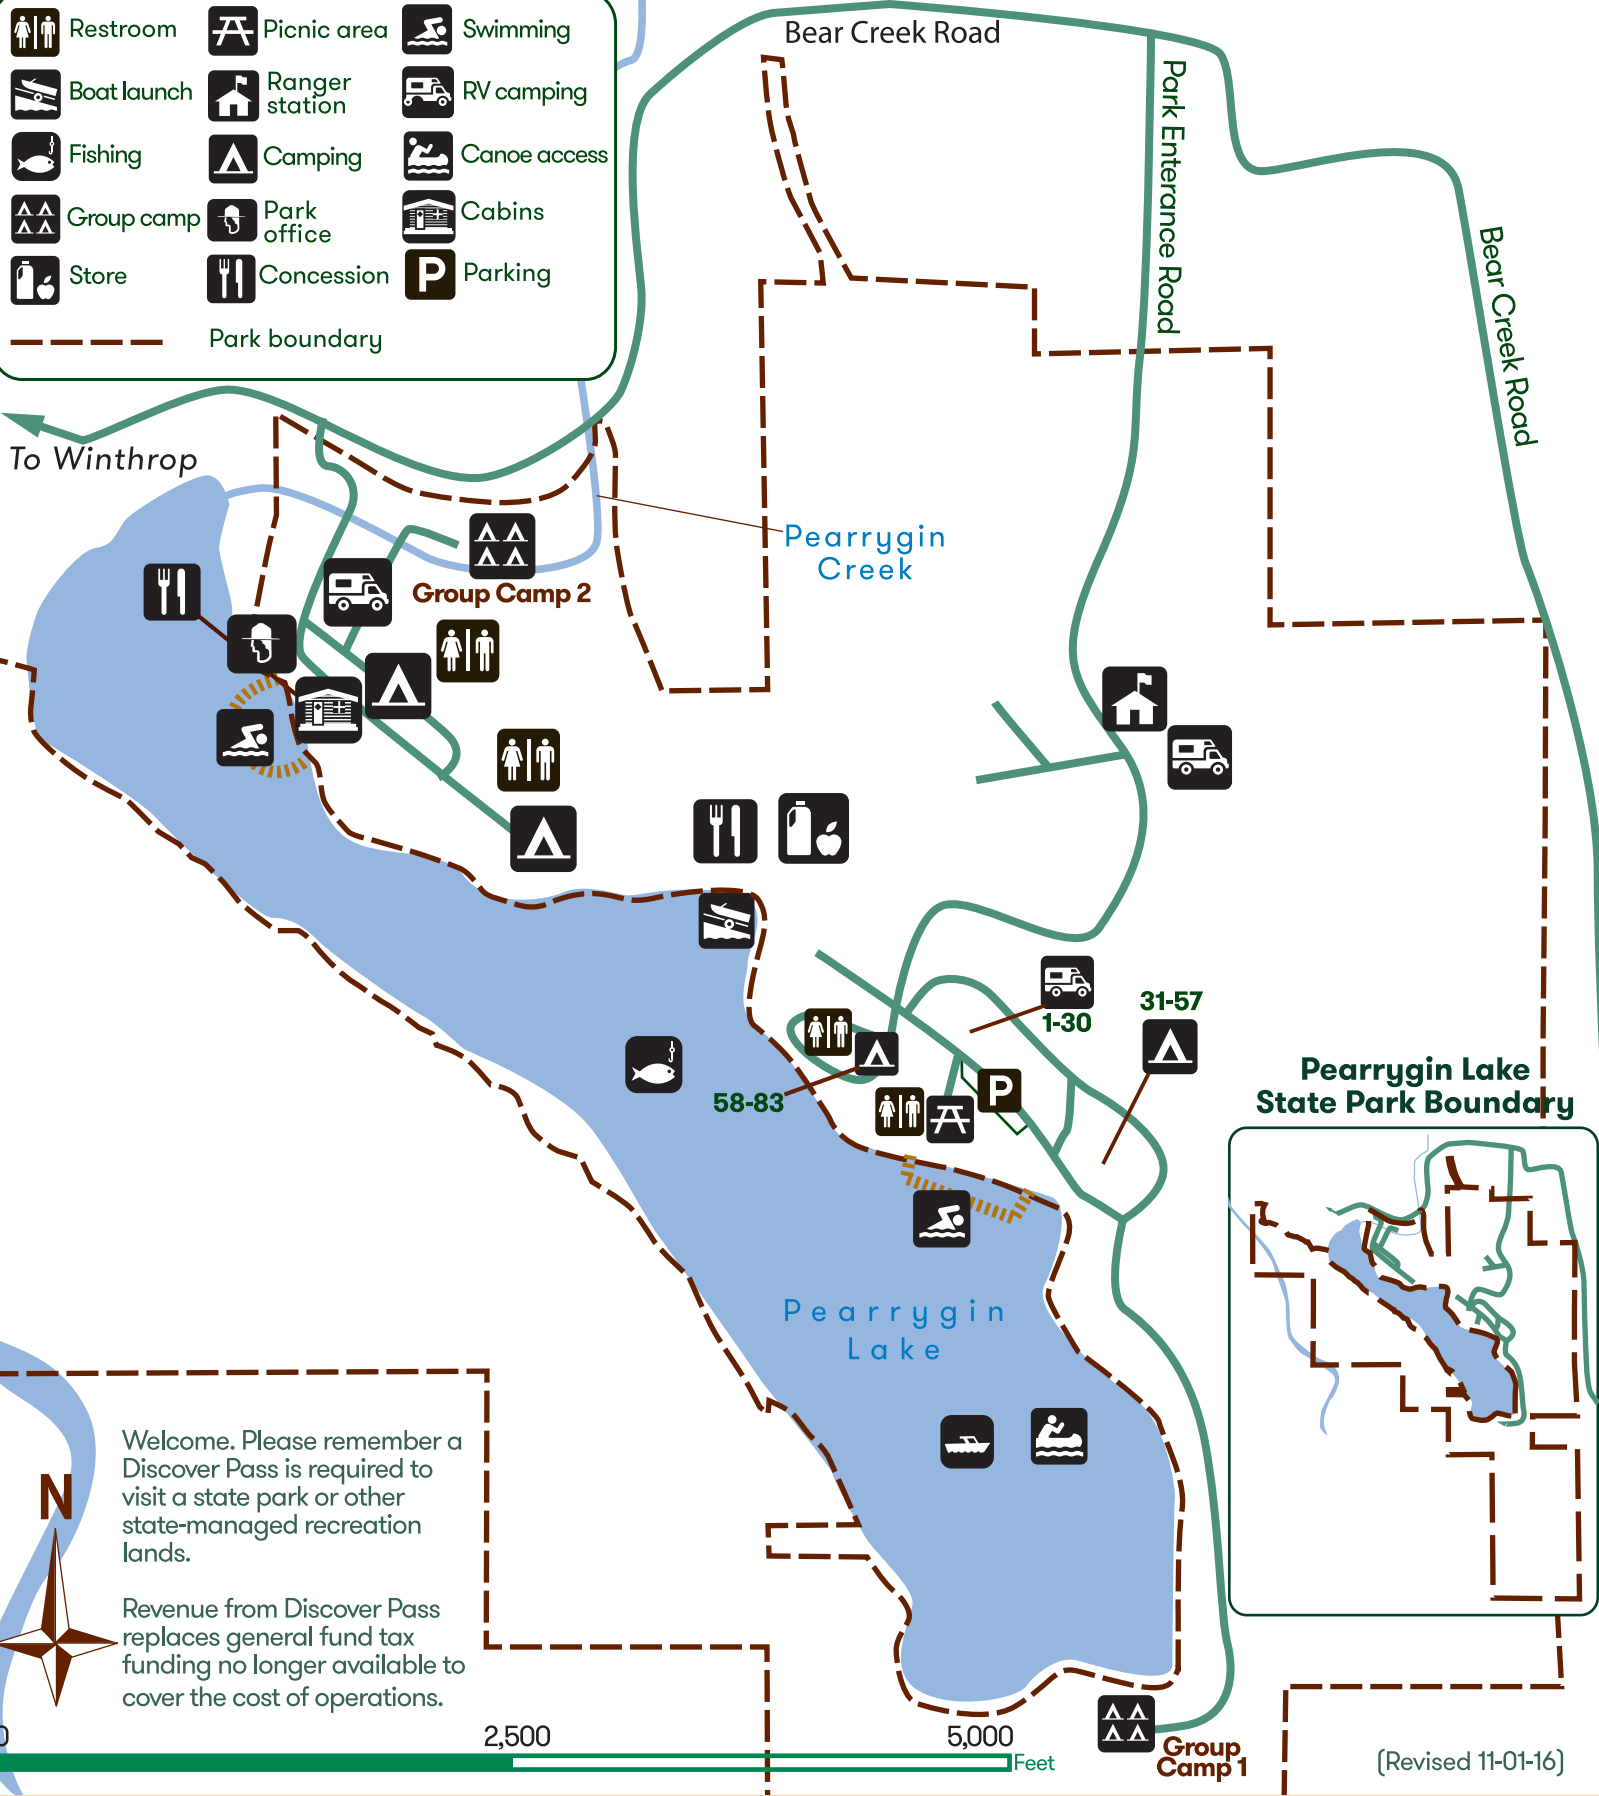 Restroom
Picnic area
Swimming
Boat launch
Ranger
station
RV camping
Fishing
Camping
Canoe access
Group camp
Park
office
Cabins
Store
Concession
P
Parking
Park boundary
Bear Creek Road
Park Entrance Road
Bear Creek Road
To Winthrop
Pearrygin
Creek
Group Camp 2
1-30
31-57
58-83
P
Pearrygin Lake
State Park Boundary
Pearrygin
Lake
Welcome. Please remember a
Discover Pass is required to
visit a state park or other
state-managed recreation
lands.
Revenue from Discover Pass
replaces general fund tax
funding no longer available to
cover the cost of operations.
N
0
2,500
5,000
Feet
Group
Camp 1
(Revised 11-01-16)